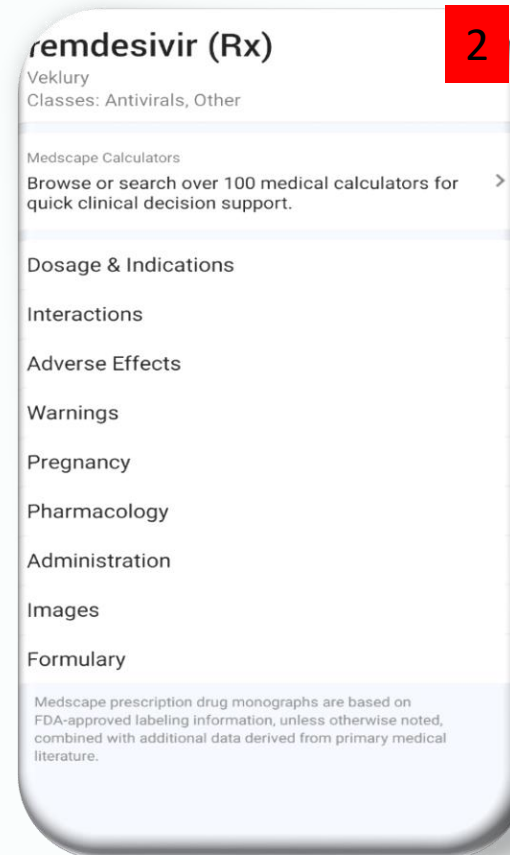 remdesivir (Rx)
2
Veklury
Classes: Antivirals, Other
Medscape Calculators
Browse or search over 100 medical calculators for
quick clinical decision support.
Dosage & Indications
Interactions
Adverse Effects
Warnings
Pregnancy
Pharmacology
Administration
Images
Formulary
Medscape prescription drug monographs are based on
FDA-approved labeling information, unless otherwise noted,
combined with additional data derived from primary medical
literature.